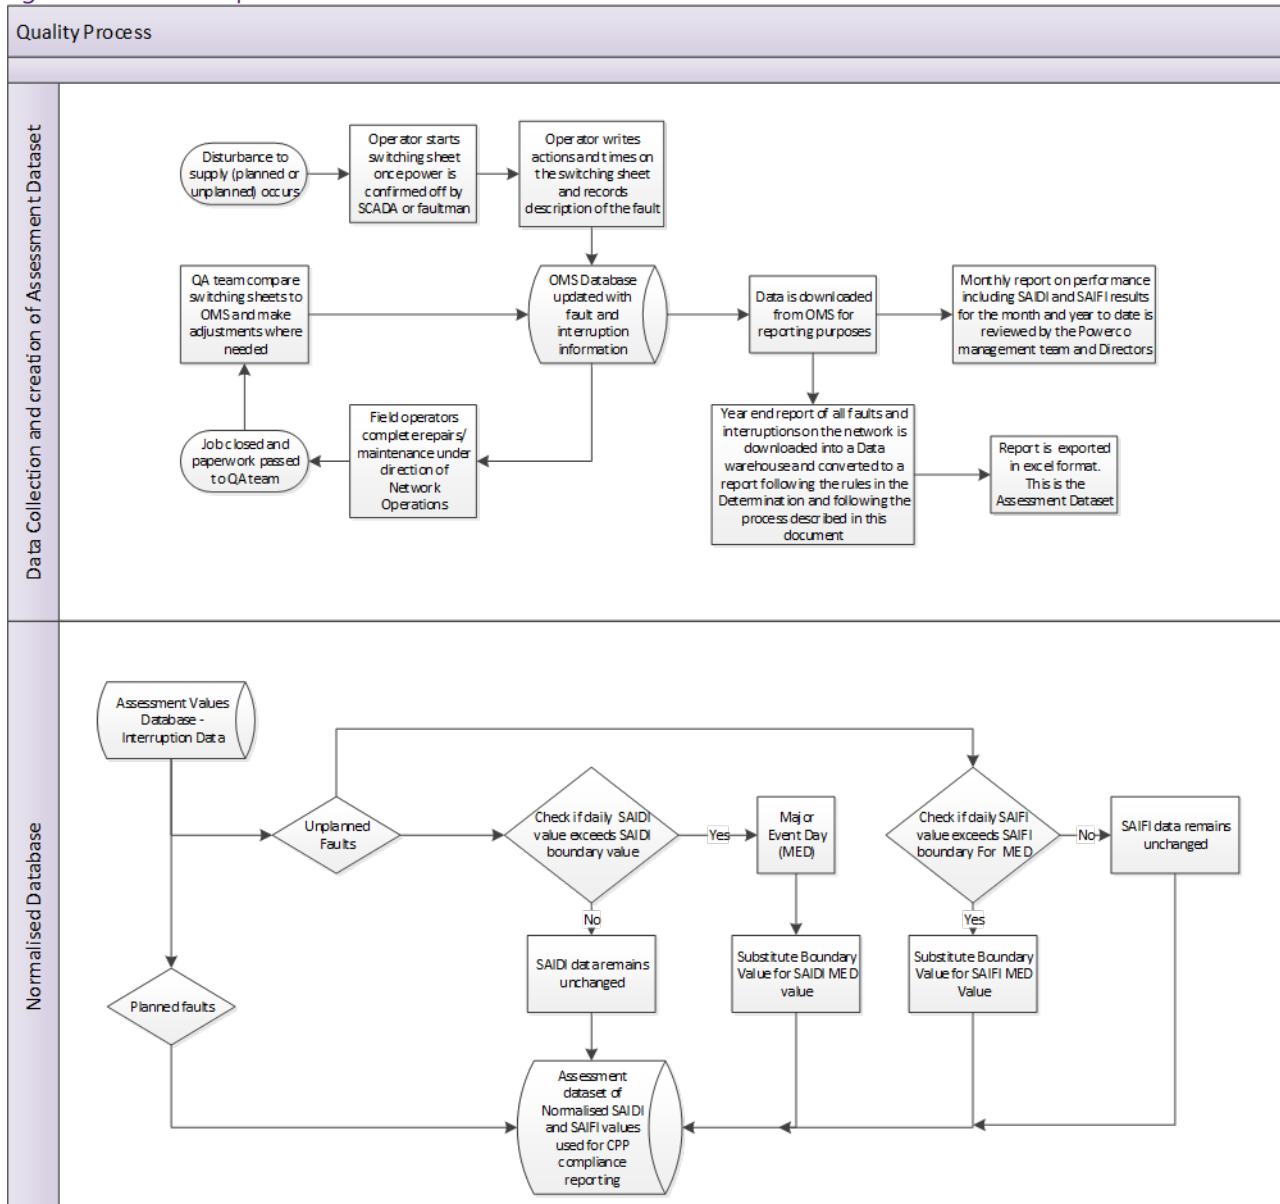 Quality Process
Data Collection and creation of Assessment Dataset
Disturbance to
supply (planned or
unplanned) occurs
Operator starts
switching sheet
once power is
confirmed off by
SCADA or faultman
Operator writes
actions and times on
the switching sheet
and records
description of the fault
QA team compare
switching sheets to
OMS and make
adjustments where
needed
OMS Database
updated with
fault and
interruption
information
Data is downloaded
from OMS for
reporting purposes
Monthly report on performance
including SAIDI and SAIFI results
for the month and year to date is
reviewed by the Powerco
management team and Directors
Job closed and
paperwork passed
to QA team
Field operators
complete repairs/
maintenance under
direction of
Network
Operations
Year end report of all faults and
interruptions on the network is
downloaded into a Data
warehouse and converted to a
report following the rules in the
Determination and following the
process described in this
document
Report is exported
in excel format.
This is the
Assessment Dataset
Normalised Database
Assessment Values
Database -
Interruption Data
Unplanned
Faults
Check if daily SAIDI
value exceeds SAIDI
boundary value
Yes
Major
Event Day
(MED)
Check if daily SAIFI
value exceeds SAIFI
boundary For MED
No
SAIFI data remains
unchanged
No
Yes
Planned faults
SAIDI data remains
unchanged
Substitute Boundary
Value for SAIDI MED
value
Substitute Boundary
Value for SAIFI MED
Value
Assessment
dataset of
Normalised SAIDI
and SAIFI values
used for CPP
compliance
reporting